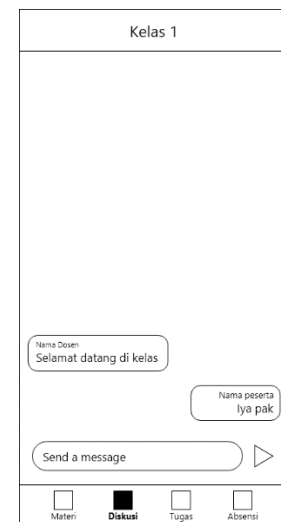 Kelas 1
Nama Dosen
Selamat datang di kelas
Nama peserta
Iya pak
Send a message
Materi Diskusi Tugas Absensi